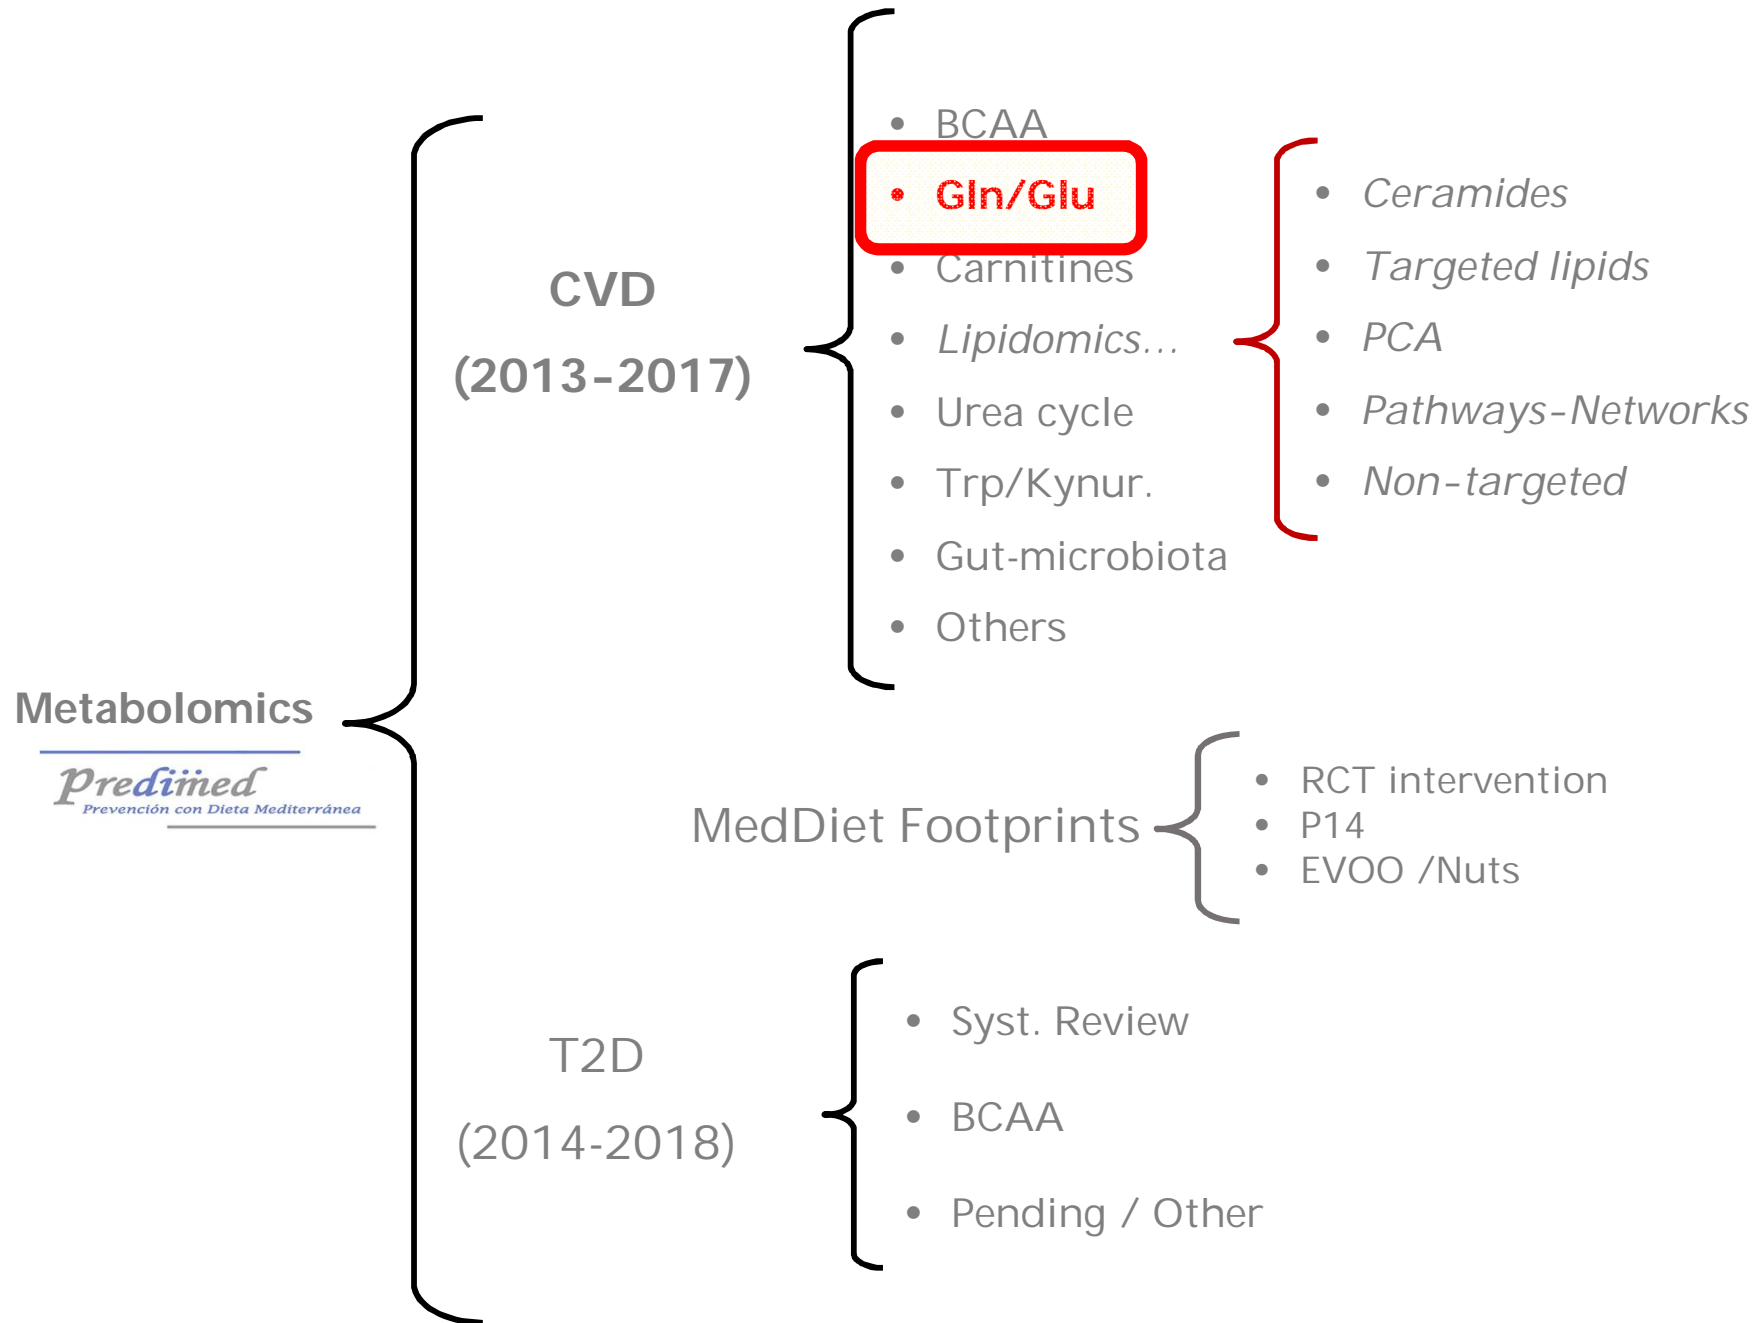 Metabolomics
Predimed
Prevención con Dieta Mediterránea
CVD
(2013-2017)
• BCAA
• Gln/Glu
• Carnitines
• Lipidomics...
• Urea cycle
• Trp/Kynur.
• Gut-microbiota
• Others
• Ceramides
• Targeted lipids
• PCA
• Pathways-Networks
• Non-targeted
MedDiet Footprints
• RCT intervention
• P14
• EVOO /Nuts
T2D
(2014-2018)
• Syst. Review
• BCAA
• Pending / Other